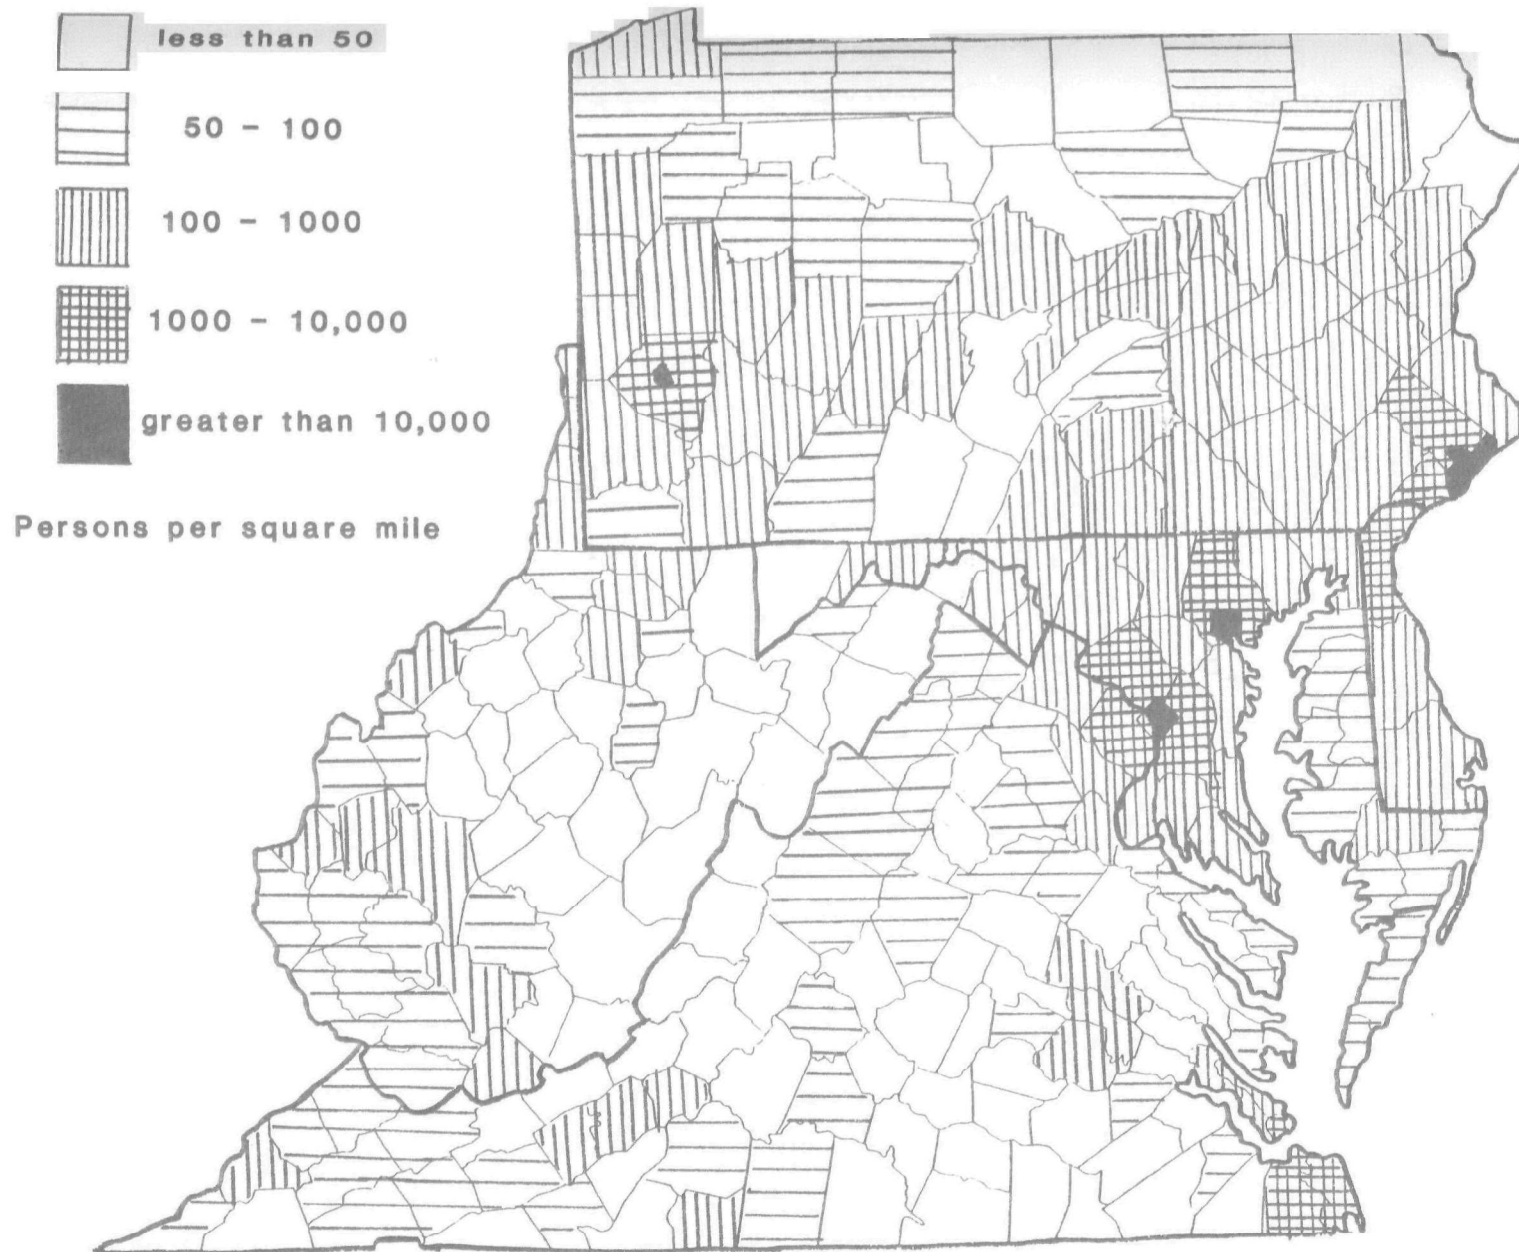 less than 50
50 - 100
100 - 1000
1000 - 10,000
greater than 10,000
Persons per square mile